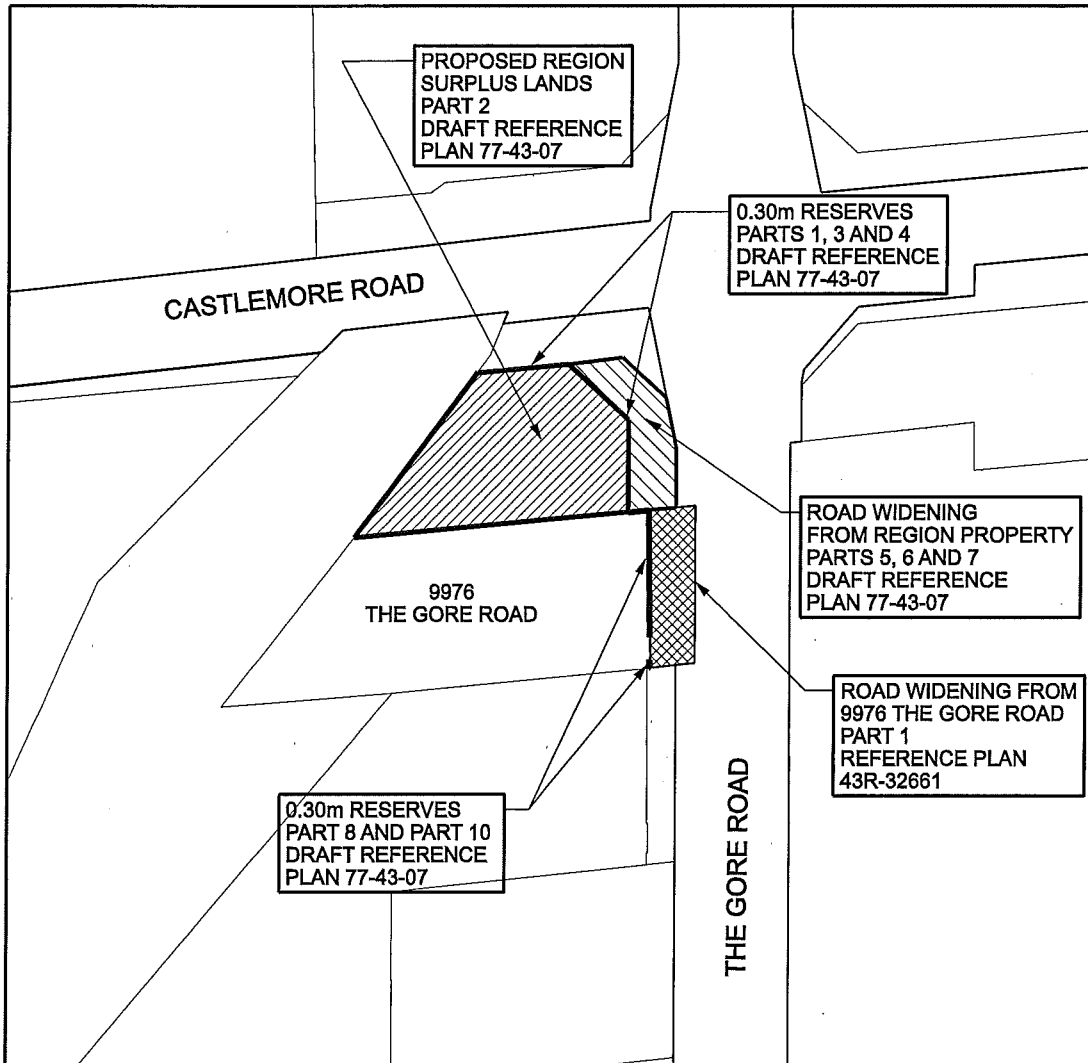 PROPOSED REGION
SURPLUS LANDS
PART 2
DRAFT REFERENCE
PLAN 77-43-07
0.30m RESERVES
PARTS 1, 3 AND 4
DRAFT REFERENCE
PLAN 77-43-07
CASTLEMORE ROAD
ROAD WIDENING
FROM REGION PROPERTY
PARTS 5, 6 AND 7
DRAFT REFERENCE
PLAN 77-43-07
9976
THE GORE ROAD
ROAD WIDENING FROM
9976 THE GORE ROAD
PART 1
REFERENCE PLAN
43R-32661
0.30m RESERVES
PART 8 AND PART 10
DRAFT REFERENCE
PLAN 77-43-07
THE GORE ROAD